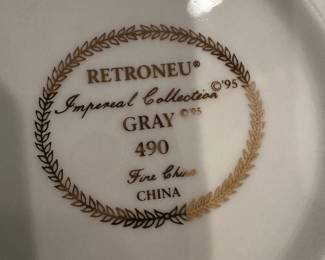 RETRONEU®
Imperial Collection ©'95
GRAY ©'95
490
Fine China
CHINA